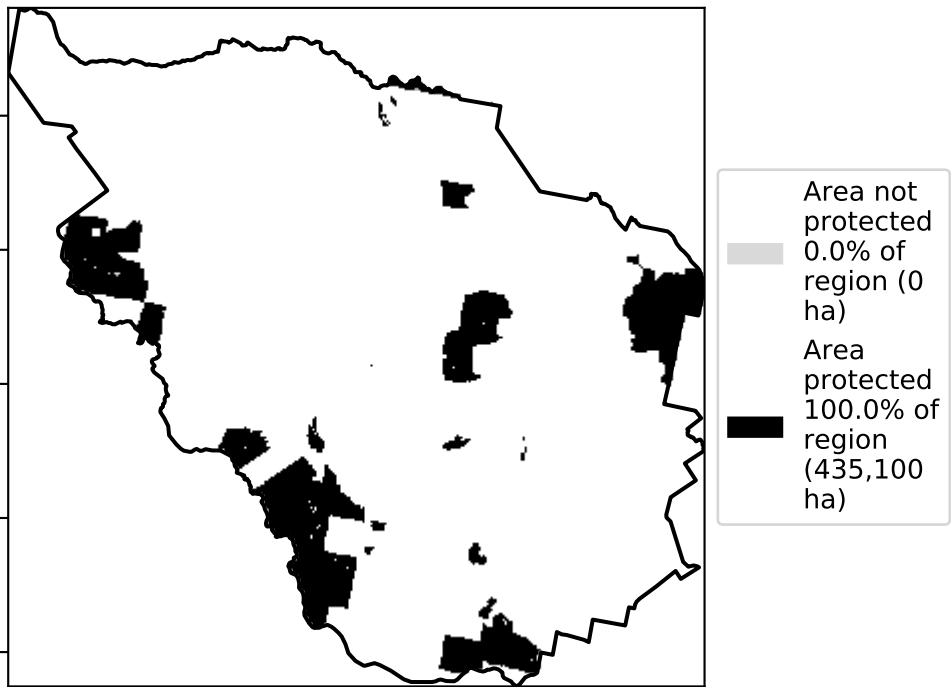 Area not
protected
0.0% of
region (0
ha)
Area
protected
100.0% of
region
(435,100
ha)